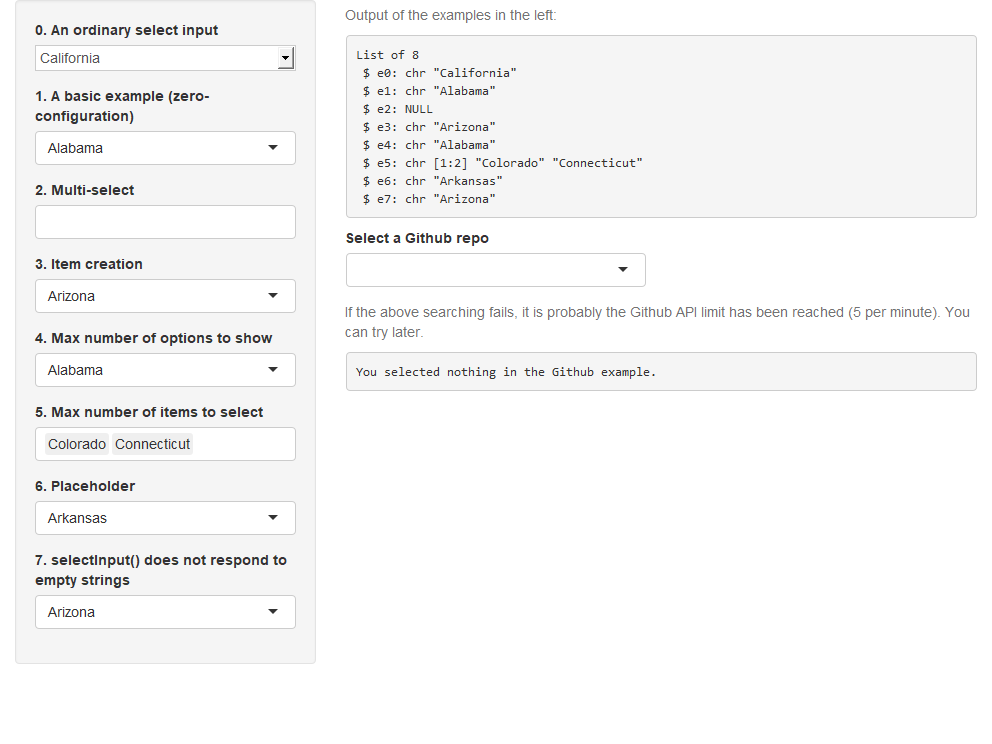 0. An ordinary select input
California
1. A basic example (zero-
configuration)
Alabama
2. Multi-select
3. Item creation
Arizona
4. Max number of options to show
Alabama
5. Max number of items to select
Colorado Connecticut
6. Placeholder
Arkansas
7. selectInput() does not respond to
empty strings
Arizona
Output of the examples in the left:
List of 8
$ e0: chr "California"
$ e1: chr "Alabama"
$ e2: NULL
$ e3: chr "Arizona"
$ e4: chr "Alabama"
$ e5: chr [1:2] "Colorado" "Connecticut"
$ e6: chr "Arkansas"
$ e7: chr "Arizona"
Select a Github repo
If the above searching fails, it is probably the Github API limit has been reached (5 per minute). You
can try later.
You selected nothing in the Github example.